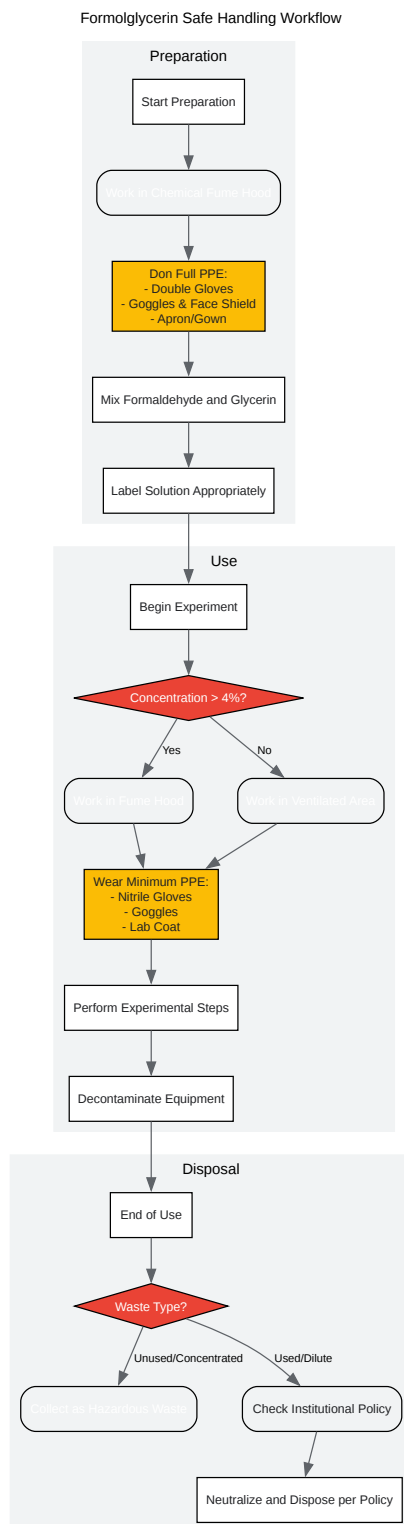 Formolglycerin Safe Handling Workflow
Preparation
Start Preparation
Work in Chemical Fume Hood
Don Full PPE:
- Double Gloves
- Goggles & Face Shield
- Apron/Gown
Mix Formaldehyde and Glycerin
Label Solution Appropriately
Use
Begin Experiment
Concentration > 4%?
Yes
No
Work in Fume Hood
Work in Ventilated Area
Wear Minimum PPE:
- Nitrile Gloves
- Goggles
- Lab Coat
Perform Experimental Steps
Decontaminate Equipment
Disposal
End of Use
Waste Type?
Unused/Concentrated
Used/Dilute
Collect as Hazardous Waste
Check Institutional Policy
Neutralize and Dispose per Policy